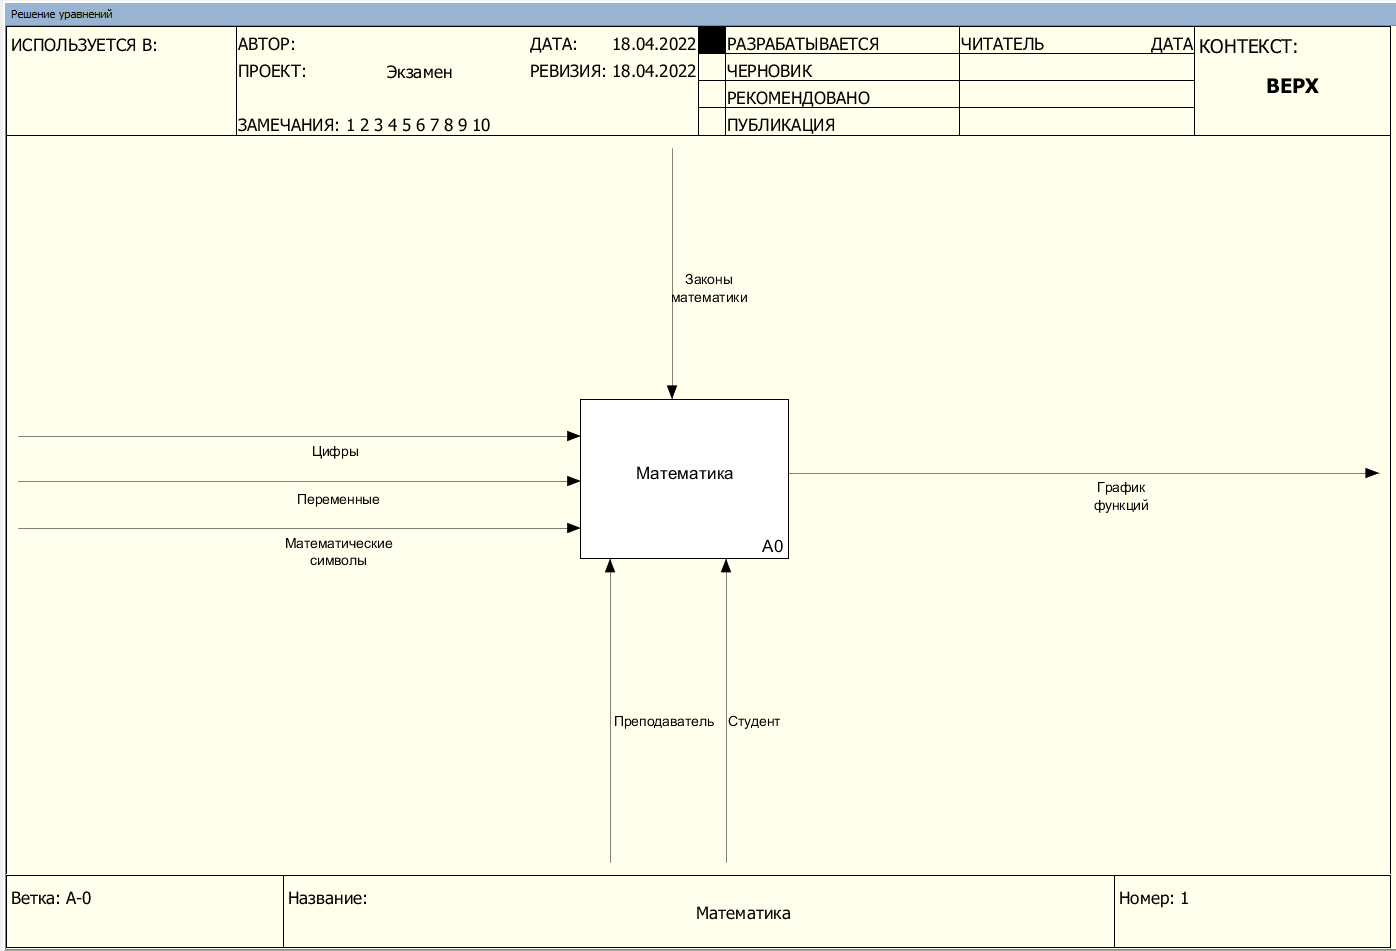 Решение уравнений
ИСПОЛЬЗУЕТСЯ В:
АВТОР:
ДАТА: 18.04.2022
ПРОЕКТ: Экзамен
РЕВИЗИЯ: 18.04.2022
ЗАМЕЧАНИЯ: 1 2 3 4 5 6 7 8 9 10
РАЗРАБАТЫВАЕТСЯ
ЧЕРНОВИК
РЕКОМЕНДОВАНО
ПУБЛИКАЦИЯ
ЧИТАТЕЛЬ ДАТА
КОНТЕКСТ:
ВЕРХ
Законы
математики
Цифры
Переменные
Математические
символы
Математика
A0
График
функций
Преподаватель
Студент
Ветка: A-0
Название:
Математика
Номер: 1